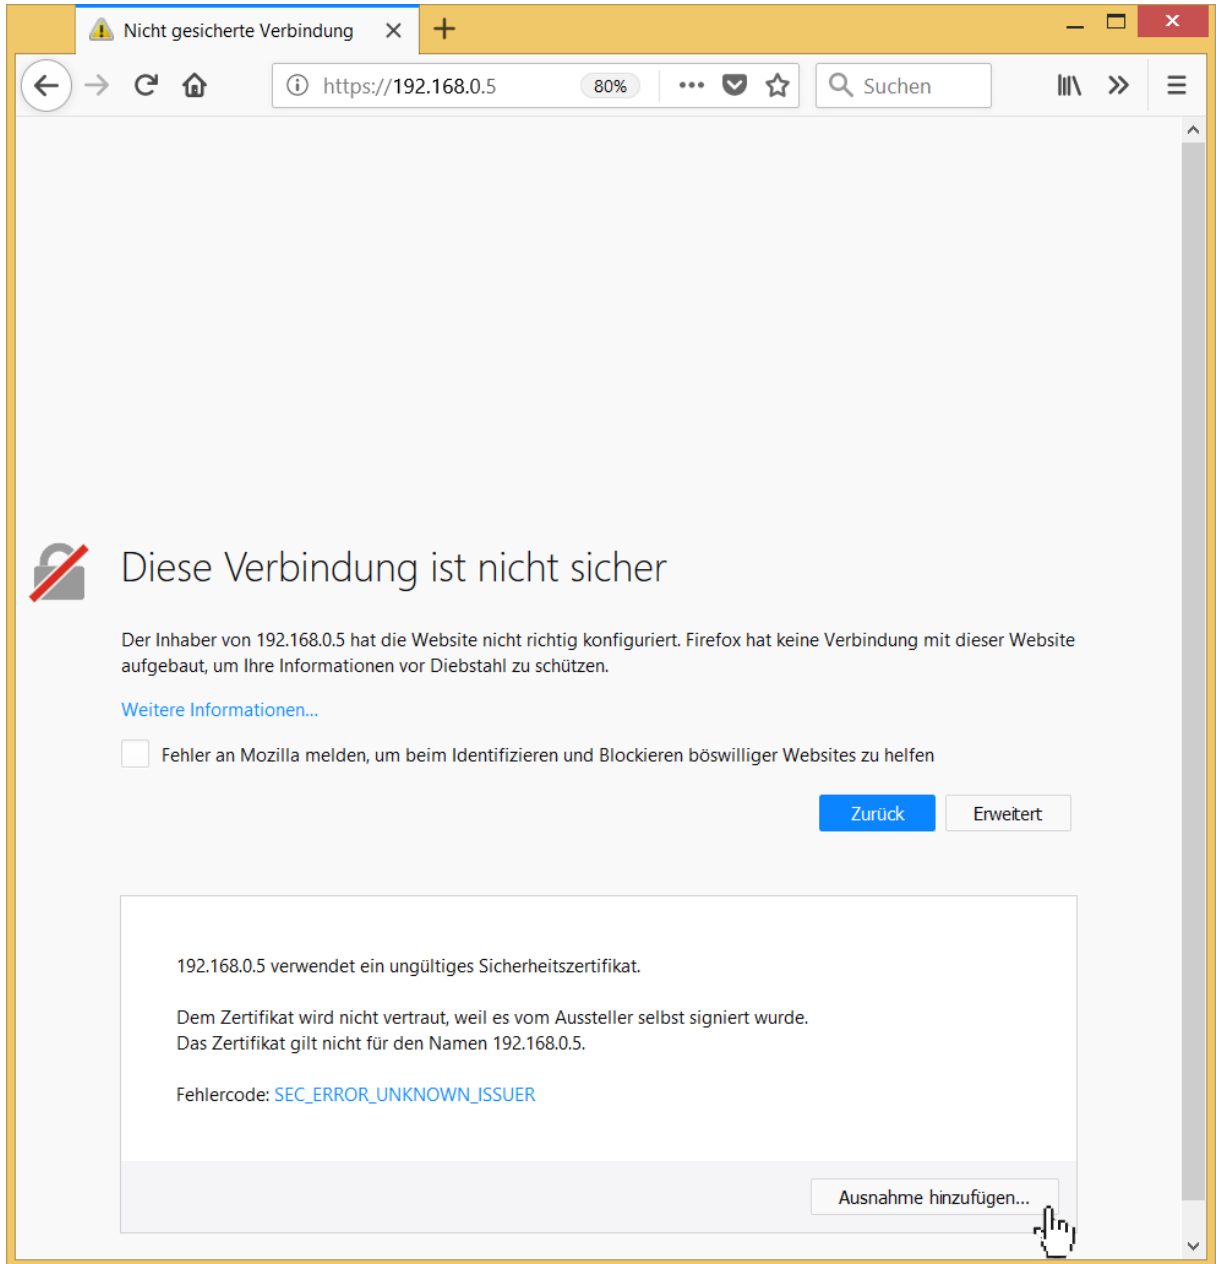 Nicht gesicherte Verbindung
https://192.168.0.5
80%
Suchen
Diese Verbindung ist nicht sicher
Der Inhaber von 192.168.0.5 hat die Website nicht richtig konfiguriert. Firefox hat keine Verbindung mit dieser Website
aufgebaut, um Ihre Informationen vor Diebstahl zu schützen.
Weitere Informationen...
Fehler an Mozilla melden, um beim Identifizieren und Blockieren böswilliger Websites zu helfen
Zurück
Erweitert
192.168.0.5 verwendet ein ungültiges Sicherheitszertifikat.
Dem Zertifikat wird nicht vertraut, weil es vom Aussteller selbst signiert wurde.
Das Zertifikat gilt nicht für den Namen 192.168.0.5.
Fehlercode: SEC_ERROR_UNKNOWN_ISSUER
Ausnahme hinzufügen...